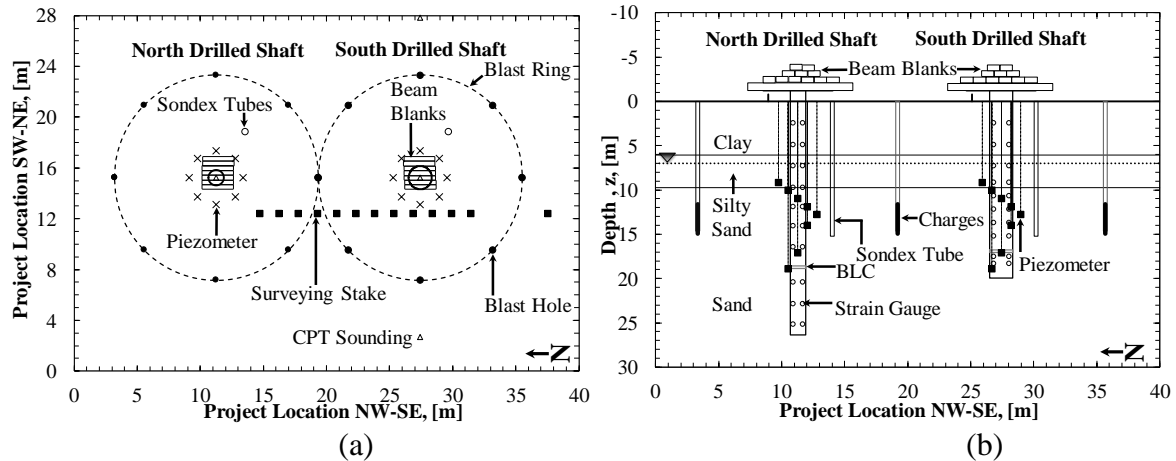 28
24
20
16
12
8
4
0
Project Location SW-NE, [m]
North Drilled Shaft
South Drilled Shaft
Sondex Tubes
Beam
Blanks
Blast Ring
Piezometer
Surveying Stake
Blast Hole
CPT Sounding
Z
0 5 10 15 20 25 30 35 40
Project Location NW-SE, [m]
(a)
-10
-5
0
5
10
15
20
25
30
Depth , z, [m]
North Drilled Shaft
South Drilled Shaft
Beam Blanks
Clay
Silty
Sand
Sand
Charges
Sondex Tube
Piezometer
BLC
Strain Gauge
Z
0 5 10 15 20 25 30 35 40
Project Location NW-SE, [m]
(b)